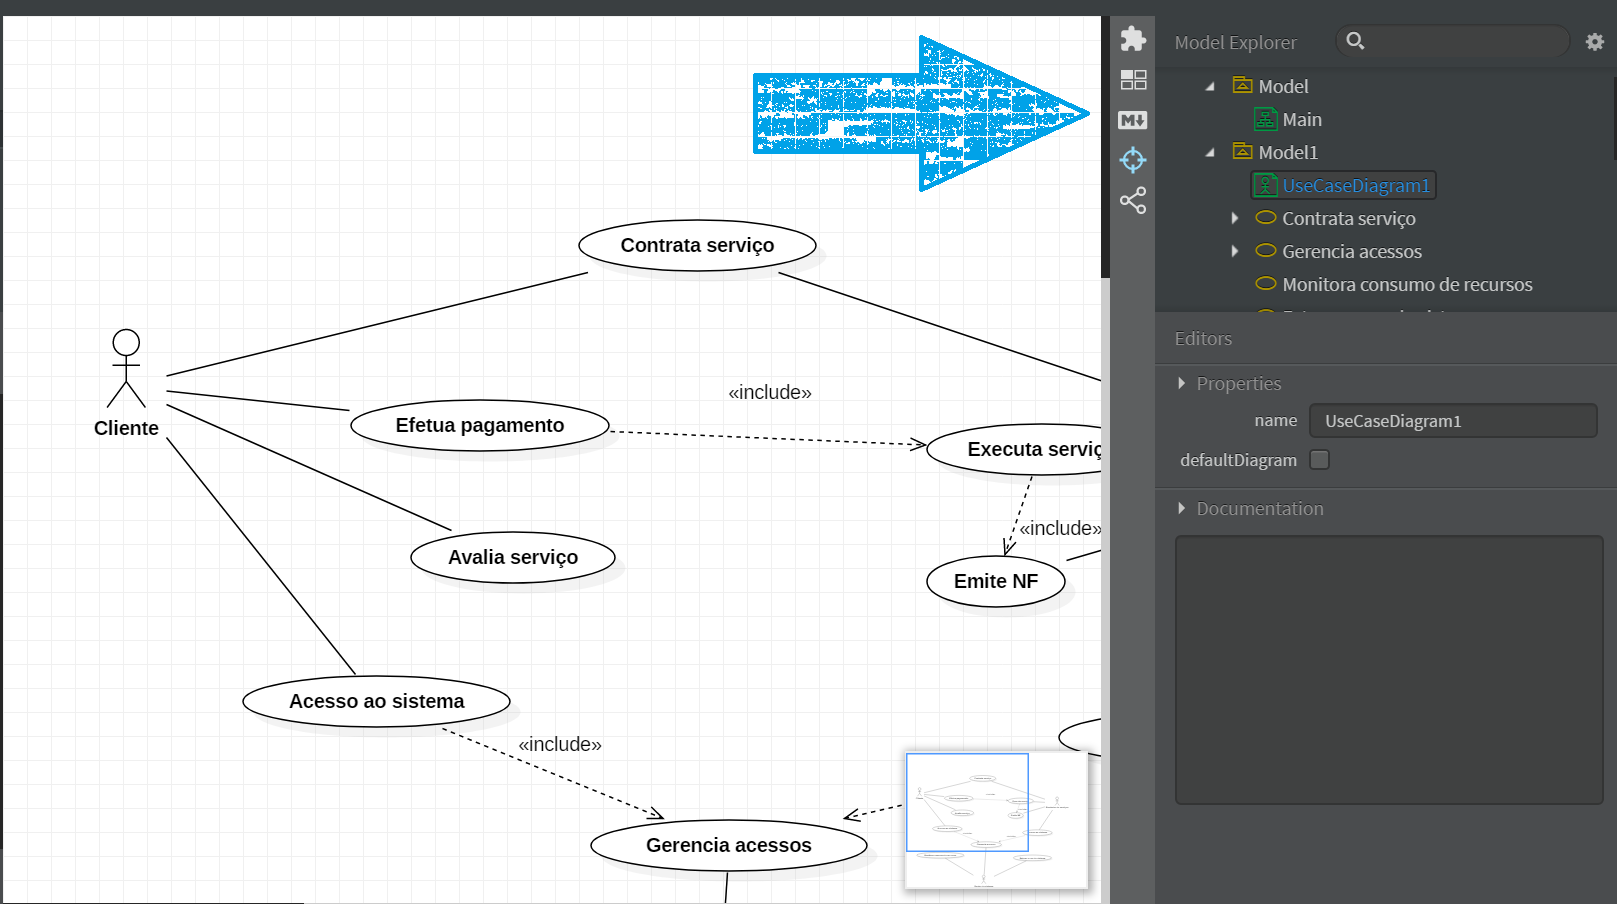 Contrata serviço
«include»
Cliente
Efetua pagamento
Executa serviç
«include»
Avalia serviço
Emite NF
Acesso ao sistema
«include»
Gerencia acessos
M
Model Explorer
Model
Main
Model1
UseCaseDiagram1
Contrata serviço
Gerencia acessos
Monitora consumo de recursos
Editors
Properties
name
UseCaseDiagram1
defaultDiagram
Documentation